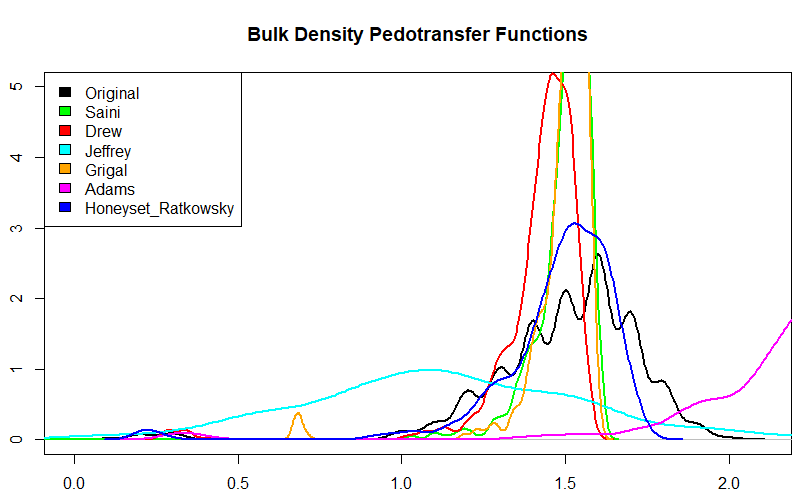 Bulk Density Pedotransfer Functions
Original
Saini
Drew
Jeffrey
Grigal
Adams
Honeyset_Ratkowsky
5
4
3
2
1
0
0.0 0.5 1.0 1.5 2.0